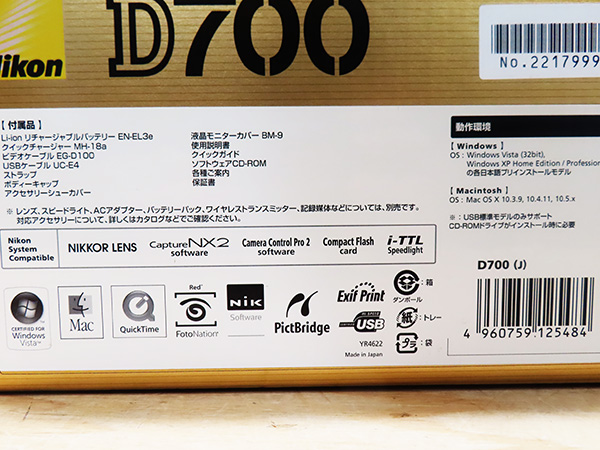 Nikon
D700
No.2217999
【付属品】
Li-ion リチャージャブルバッテリー EN-EL3e
クイックチャージャー MH-18a
ビデオケーブル EG-D100
USBケーブル UC-E4
ストラップ
ボディーキャップ
アクセサリーシューカバー
液晶モニターカバー BM-9
使用説明書
クイックガイド
ソフトウェアCD-ROM
各種ご案内
保証書
※ レンズ、スピードライト、ACアダプター、バッテリーパック、ワイヤレストランスミッター、記録媒体などについては、別売です。
対応アクセサリーについて、詳しくはカタログなどでご確認ください。
動作環境
【 Windows 】
OS : Windows Vista (32bit),
Windows XP Home Edition / Profession
の各日本語プリインストールモデル
【 Macintosh 】
OS : Mac OS X 10.3.9, 10.4.11, 10.5.x
※ : USB標準モデルのみサポート
CD-ROMドライブがインストール時に必要
Nikon
System
Compatible
NIKKOR LENS
Capture NX2
software
Camera Control Pro 2
software
Compact Flash
card
i-TTL
Speedlight
D700 (J)
4 960759 125484
CERTIFIED FOR
Windows
Vista™
Mac
QuickTime
Red
FotoNation
NIK
Software
PictBridge
Exif Print
USB
YR4622
Made in Japan
: 箱
ダンボール
紙 : トレー
プラ : 袋